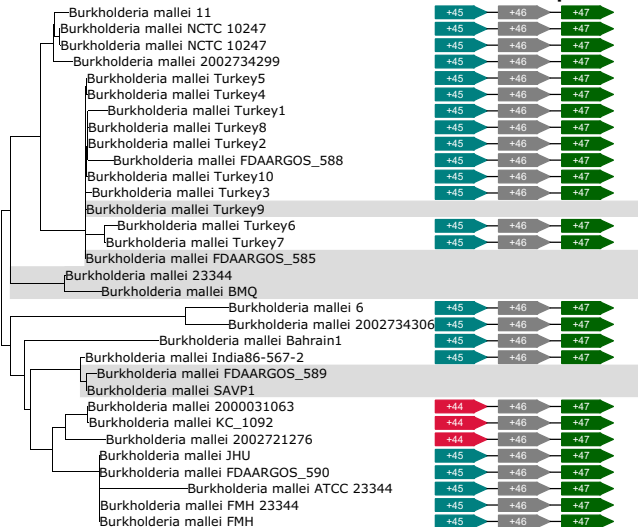 Burkholderia mallei 11 +45 +46 +47
Burkholderia mallei NCTC 10247 +45 +46 +47
Burkholderia mallei NCTC 10247 +45 +46 +47
Burkholderia mallei 2002734299 +45 +46 +47
Burkholderia mallei Turkey5 +45 +46 +47
Burkholderia mallei Turkey4 +45 +46 +47
Burkholderia mallei Turkey1 +45 +46 +47
Burkholderia mallei Turkey8 +45 +46 +47
Burkholderia mallei Turkey2 +45 +46 +47
Burkholderia mallei FDAARGOS_588 +45 +46 +47
Burkholderia mallei Turkey10 +45 +46 +47
Burkholderia mallei Turkey3 +45 +46 +47
Burkholderia mallei Turkey9
Burkholderia mallei Turkey6 +45 +46 +47
Burkholderia mallei Turkey7 +45 +46 +47
Burkholderia mallei FDAARGOS_585
Burkholderia mallei 23344
Burkholderia mallei BMQ
Burkholderia mallei 6 +45 +46 +47
Burkholderia mallei 2002734306 +45 +46 +47
Burkholderia mallei Bahrain1 +45 +46 +47
Burkholderia mallei India86-567-2 +45 +46 +47
Burkholderia mallei FDAARGOS_589
Burkholderia mallei SAVP1
Burkholderia mallei 2000031063 +44 +46 +47
Burkholderia mallei KC_1092 +44 +46 +47
Burkholderia mallei 2002721276 +44 +46 +47
Burkholderia mallei JHU +45 +46 +47
Burkholderia mallei FDAARGOS_590 +45 +46 +47
Burkholderia mallei ATCC 23344 +45 +46 +47
Burkholderia mallei FMH 23344 +45 +46 +47
Burkholderia mallei FMH +45 +46 +47